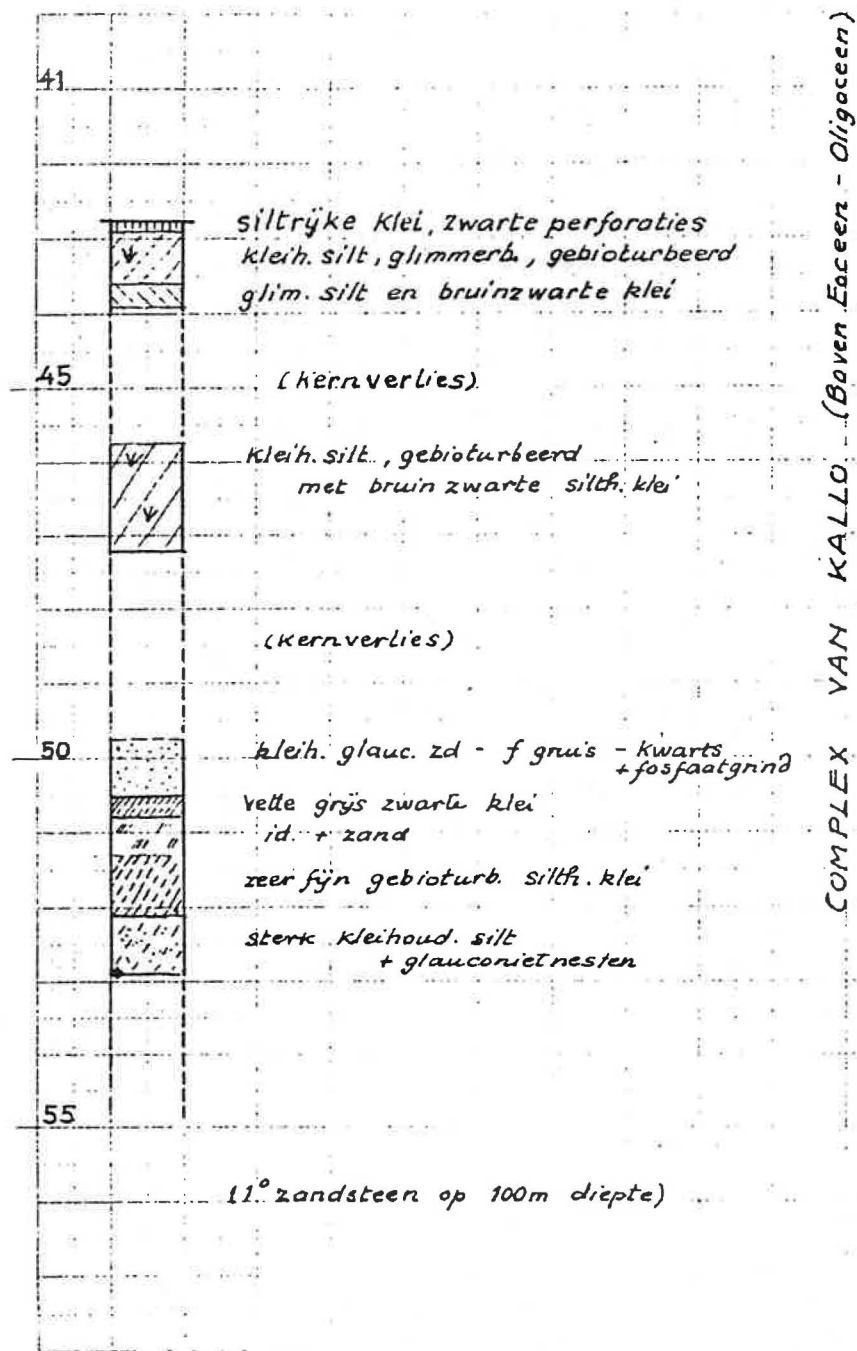 41
siltrijke klei, zwarte perforaties
kleih. silt, glimmerh., gebioturbeerd
glim. silt en bruinzwarte klei
45
(kernverlies)
kleih. silt, gebioturbeerd
met bruin zwarte silth. klei
(kernverlies)
50
kleih. glauc. zd - f gruis - kwarts
+ fosfaatgrind
vette grijs zwarte klei
id. + zand
zeer fijn gebioturb. silth. klei
sterk kleihoud. silt
+ glauconietnesten
55
(1° zandsteen op 100m diepte)
COMPLEX VAN KALLO (Boven Eoceen - Oligoceen)